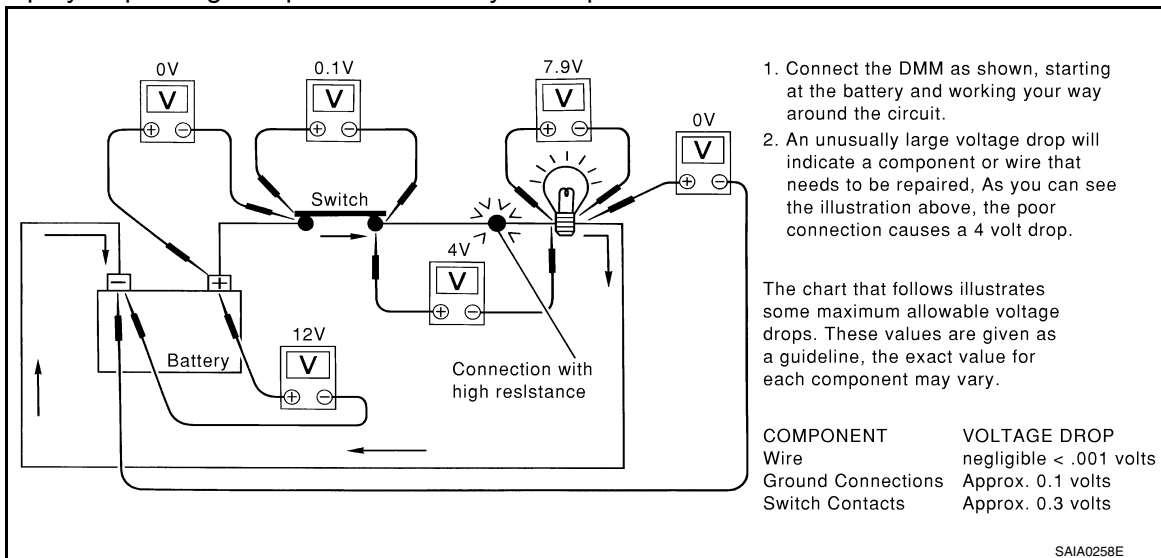 0V
0.1V
7.9V
0V
V
V
V
V
Switch
4V
V
12V
V
Battery
Connection with
high reslstance
1. Connect the DMM as shown, starting
at the battery and working your way
around the circuit.
2. An unusually large voltage drop will
indicate a component or wire that
needs to be repaired, As you can see
the illustration above, the poor
connection causes a 4 volt drop.
The chart that follows illustrates
some maximum allowable voltage
drops. These values are given as
a guideline, the exact value for
each component may vary.
COMPONENT VOLTAGE DROP
Wire negligible < .001 volts
Ground Connections Approx. 0.1 volts
Switch Contacts Approx. 0.3 volts
SAIA0258E